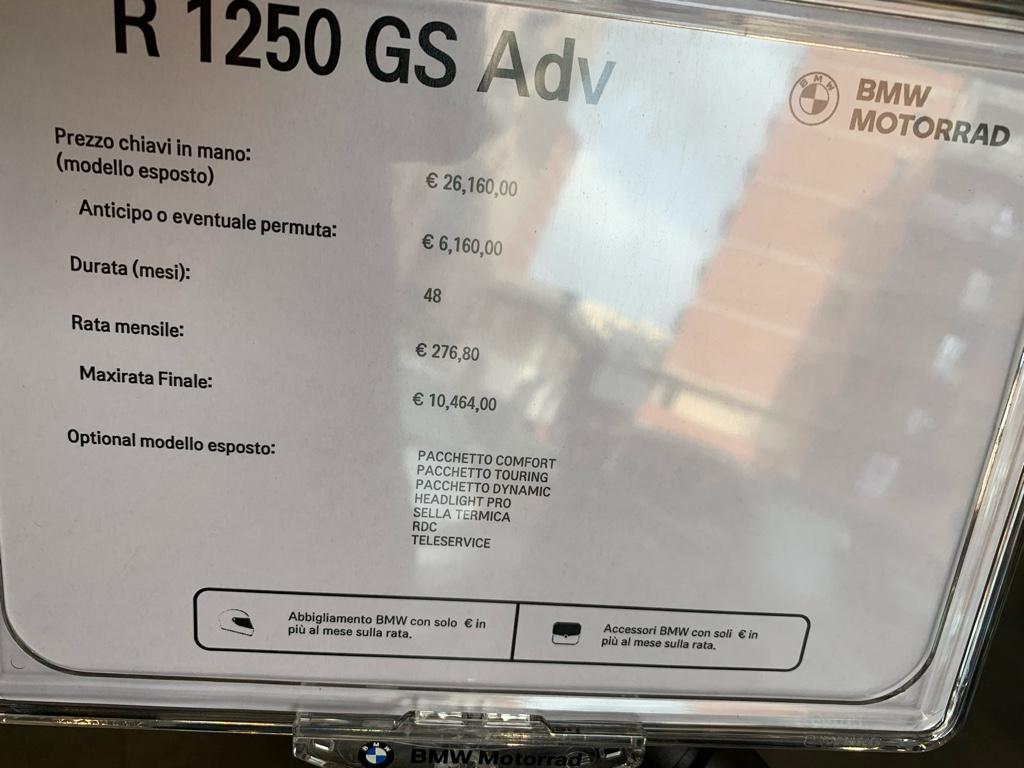 R 1250 GS Adv
BMW
MOTORRAD
Prezzo chiavi in mano:
(modello esposto)
€ 26,160,00
Anticipo o eventuale permuta:
€ 6,160,00
Durata (mesi):
48
Rata mensile:
€ 276,80
Maxirata Finale:
€ 10,464,00
Optional modello esposto:
PACCHETTO COMFORT
PACCHETTO TOURING
PACCHETTO DYNAMIC
HEADLIGHT PRO
SELLA TERMICA
RDC
TELESERVICE
Abbigliamento BMW con solo € in
più al mese sulla rata.
Accessori BMW con soli € in
più al mese sulla rata.
BMW Motorrad